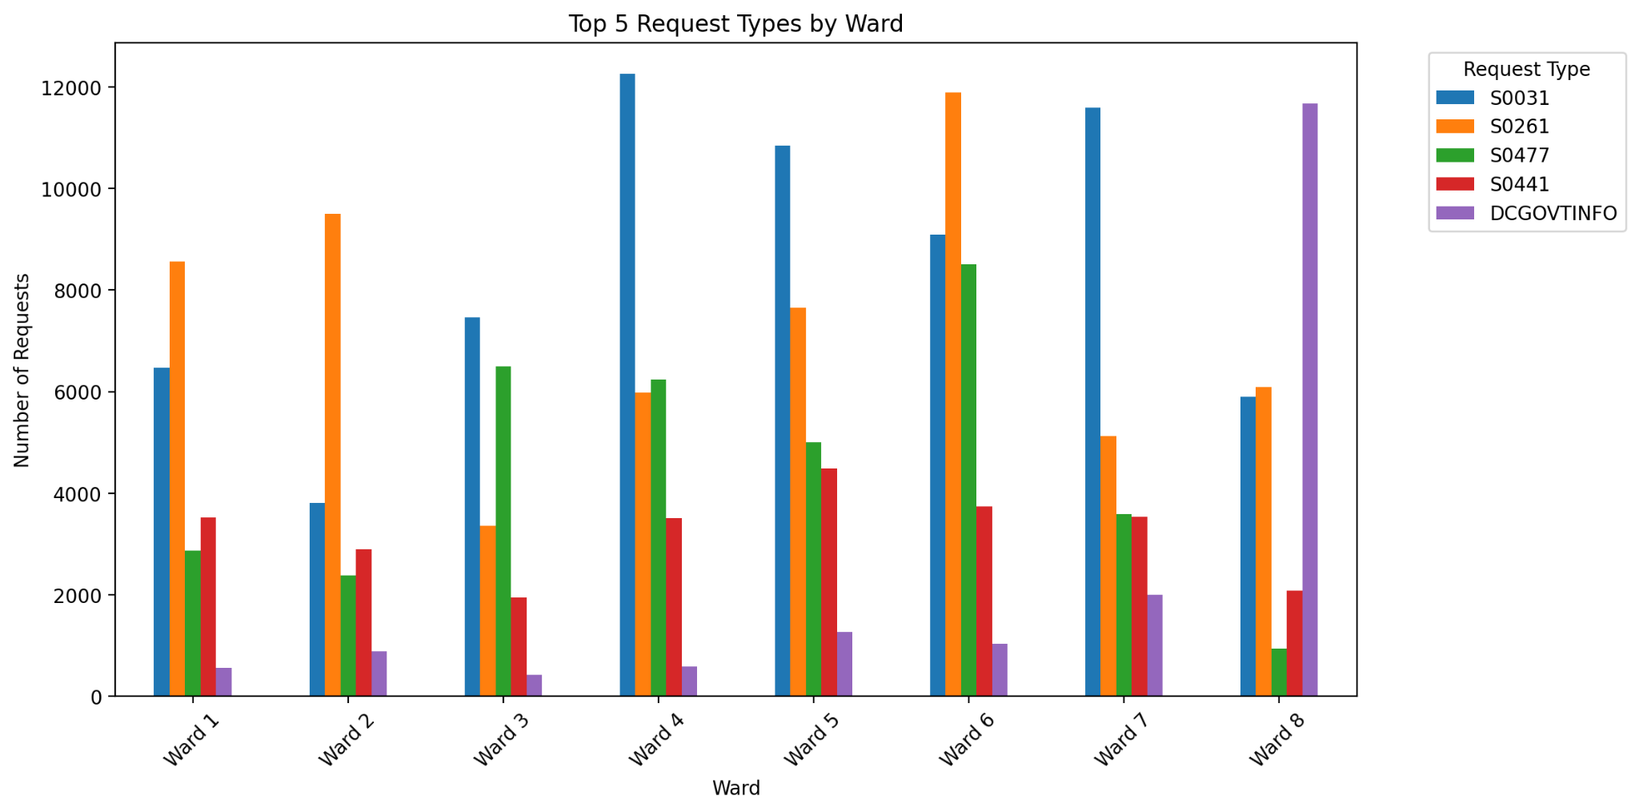 Top 5 Request Types by Ward
Number of Requests
12000
10000
8000
6000
4000
2000
0
Ward 1
Ward 2
Ward 3
Ward 4
Ward 5
Ward 6
Ward 7
Ward 8
Ward
Request Type
S0031
S0261
S0477
S0441
DCGOVTINFO